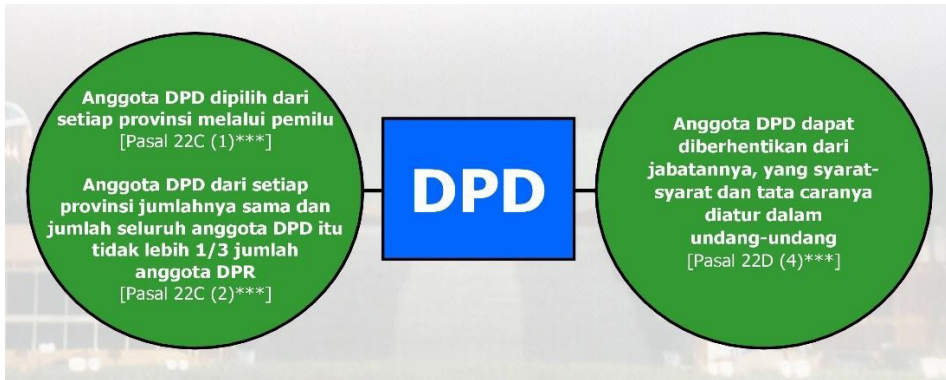 Anggota DPD dipilih dari
setiap provinsi melalui pemilu
[Pasal 22C (1)***]
Anggota DPD dari setiap
provinsi jumlahnya sama dan
jumlah seluruh anggota DPD itu
tidak lebih 1/3 jumlah
anggota DPR
[Pasal 22C (2)***]
DPD
Anggota DPD dapat
diberhentikan dari
jabatannya, yang syarat-
syarat dan tata caranya
diatur dalam
undang-undang
[Pasal 22D (4)***]